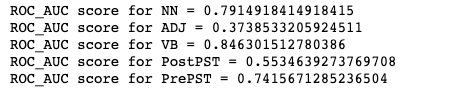 ROC_AUC score for NN = 0.7914918414918415
ROC_AUC score for ADJ = 0.3738533205924511
ROC_AUC score for VB = 0.846301512780386
ROC_AUC score for PostPST = 0.5534639273769708
ROC_AUC score for PrePST = 0.7415671285236504